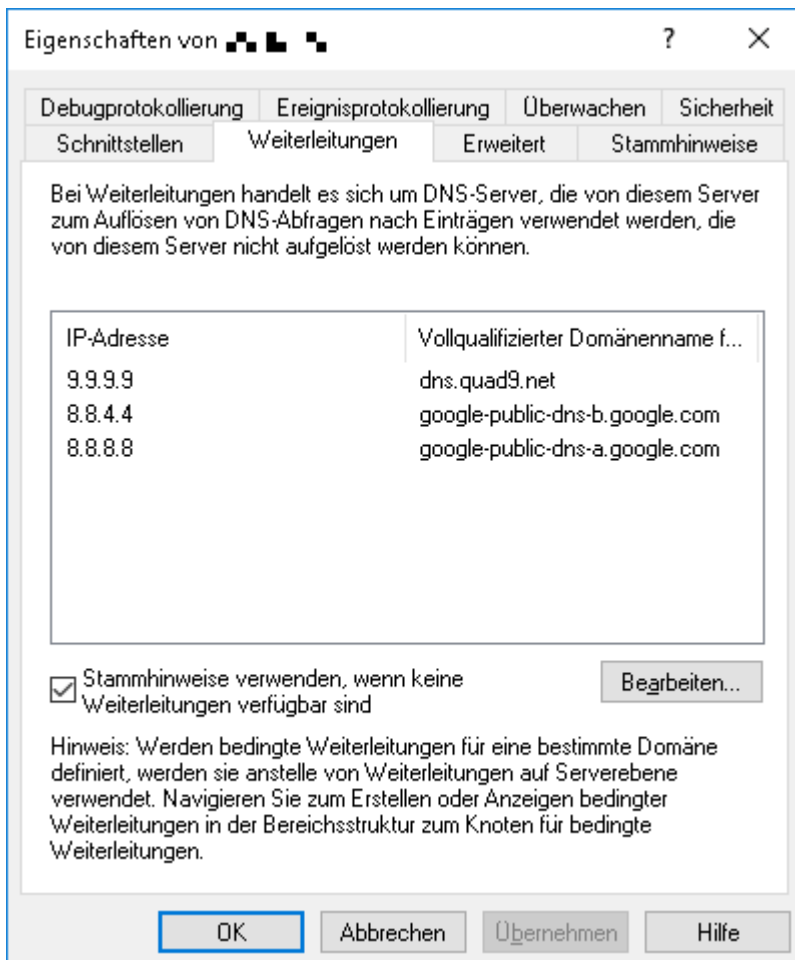 Eigenschaften von
Debugprotokollierung Ereignisprotokollierung Überwachen Sicherheit
Schnittstellen Weiterleitungen Erweitert Stammhinweise
Bei Weiterleitungen handelt es sich um DNS-Server, die von diesem Server
zum Auflösen von DNS-Abfragen nach Einträgen verwendet werden, die
von diesem Server nicht aufgelöst werden können.
IP-Adresse Vollqualifizierter Domänenname f...
9.9.9.9 dns.quad9.net
8.8.4.4 google-public-dns-b.google.com
8.8.8.8 google-public-dns-a.google.com
Stammhinweise verwenden, wenn keine
Weiterleitungen verfügbar sind
Bearbeiten...
Hinweis: Werden bedingte Weiterleitungen für eine bestimmte Domäne
definiert, werden sie anstelle von Weiterleitungen auf Serverebene
verwendet. Navigieren Sie zum Erstellen oder Anzeigen bedingter
Weiterleitungen in der Bereichsstruktur zum Knoten für bedingte
Weiterleitungen.
OK Abbrechen Übernehmen Hilfe